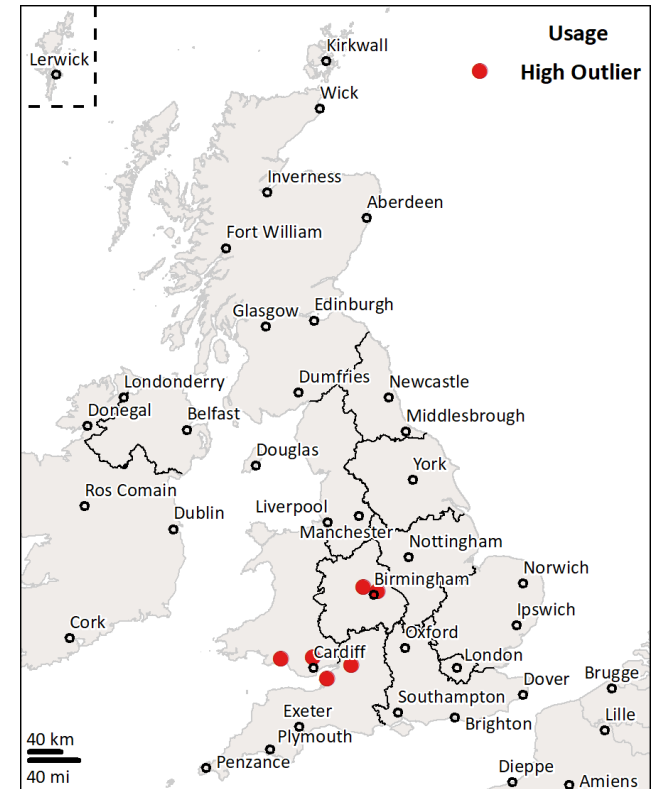 Kirkwall
Usage
Lerwick
High Outlier
Wick
Inverness
Aberdeen
Fort William
Edinburgh
Glasgow
Dumfries
Londonderry
Newcastle
Donegal
Belfast
Middlesbrough
Douglas
York
Ros Comain
Liverpool
Dublin
Manchester
Nottingham
Norwich
Birmingham
Ipswich
Cork
Oxford
Cardiff
London
Dover
Brugge
Southampton
Exeter
Lille
Brighton
40 km
Plymouth
Penzance
Dieppe
40 mi
Amiens